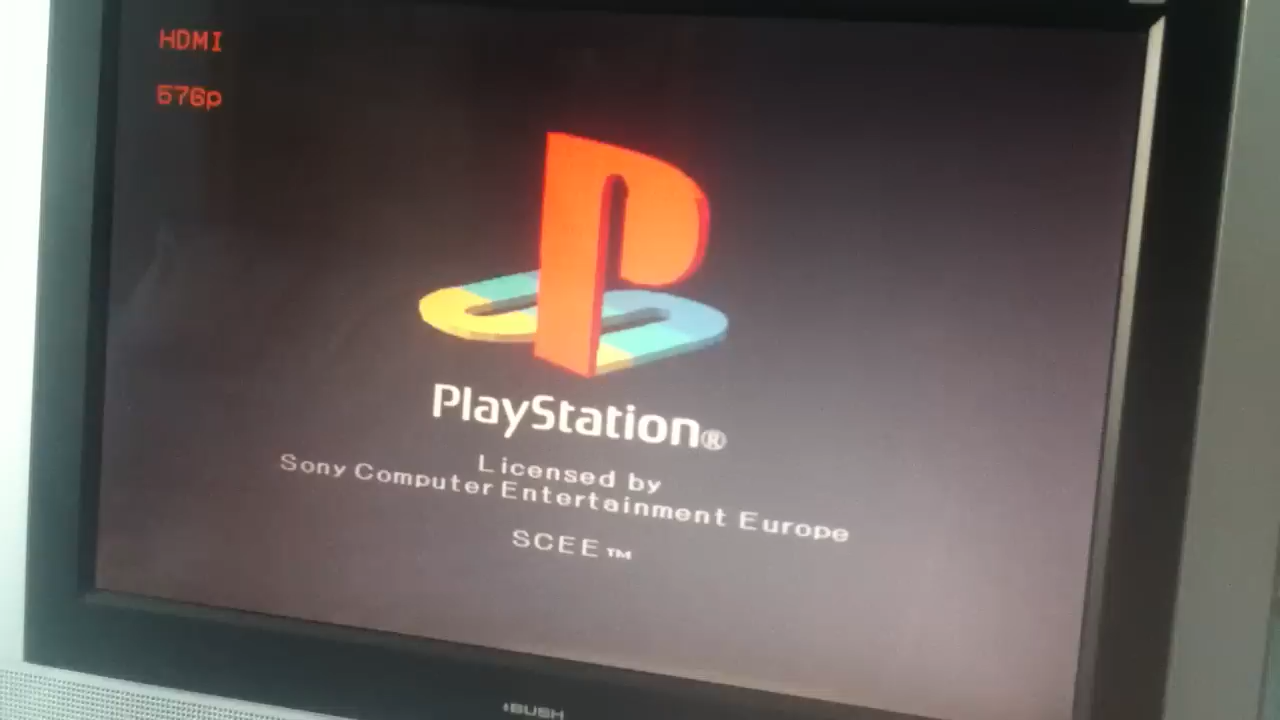 HDMI
576p
PlayStation®
Licensed by
Sony Computer Entertainment Europe
SCEE™
BUSH